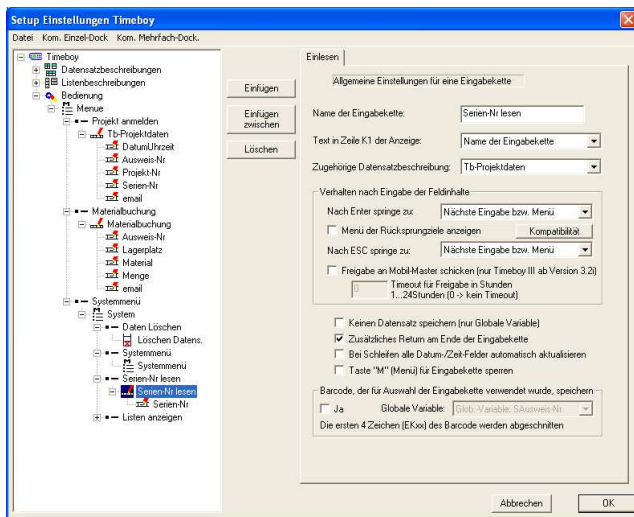 Setup Einstellungen Timeboy
Datei Kom. Einzel-Dock Kom. Mehrfach-Dock.
Timeboy
Datensatzbeschreibungen
Listenbeschreibungen
Bedienung
Menue
Projekt anmelden
Tb-Projektdaten
DatumUhrzeit
Ausweis-Nr
Projekt-Nr
Serien-Nr
email
Materialbuchung
Materialbuchung
Ausweis-Nr
Lagerplatz
Material
Menge
email
Systemmenü
System
Daten Löschen
Löschen Datens.
Systemmenü
Systemmenü
Serien-Nr lesen
Serien-Nr lesen
Serien-Nr
Listen anzeigen
Einfügen
Einfügen
zwischen
Löschen
Einlesen
Allgemeine Einstellungen für eine Eingabekette
Name der Eingabekette: Serien-Nr lesen
Text in Zeile K1 der Anzeige: Name der Eingabekette
Zugehörige Datensatzbeschreibung: Tb-Projektdaten
Verhalten nach Eingabe der Feldinhalte
Nach Enter springe zu: Nächste Eingabe bzw. Menü
Menü der Rücksprungziele anzeigen Kompatibilität
Nach ESC springe zu: Nächste Eingabe bzw. Menü
Freigabe an Mobil-Master schicken (nur Timeboy III ab Version 3.2i)
0 Timeout für Freigabe in Stunden
1...24Stunden (0 -> kein Timeout)
Keinen Datensatz speichern (nur Globale Variable)
Zusätzliches Return am Ende der Eingabekette
Bei Schleifen alle Datum-/Zeit-Felder automatisch aktualisieren
Taste "M" (Menü) für Eingabekette sperren
Barcode, der für Auswahl der Eingabekette verwendet wurde, speichern
Ja Globale Variable: Glob.-Variable: SAusweis-Nr
Die ersten 4 Zeichen (EKxx) des Barcode werden abgeschnitten
Abbrechen OK